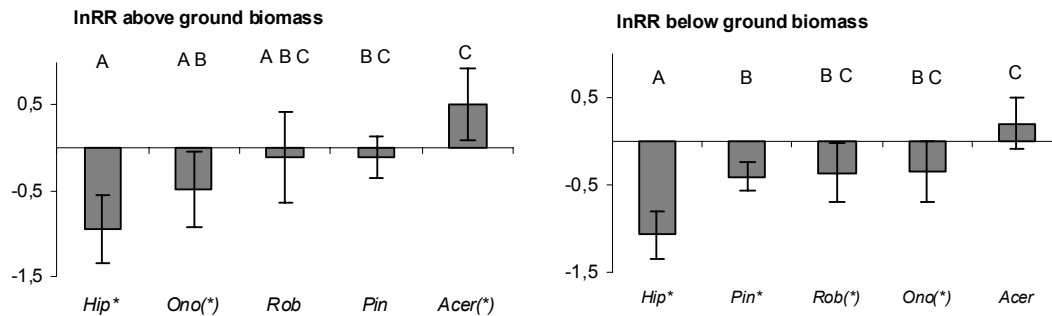 lnRR above ground biomass
A
A B
A B C
B C
C
0,5
-0,5
-1,5
Hip*
Ono(*)
Rob
Pin
Acer(*)
lnRR below ground biomass
A
B
B C
B C
C
0,5
-0,5
-1,5
Hip*
Pin*
Rob(*)
Ono(*)
Acer